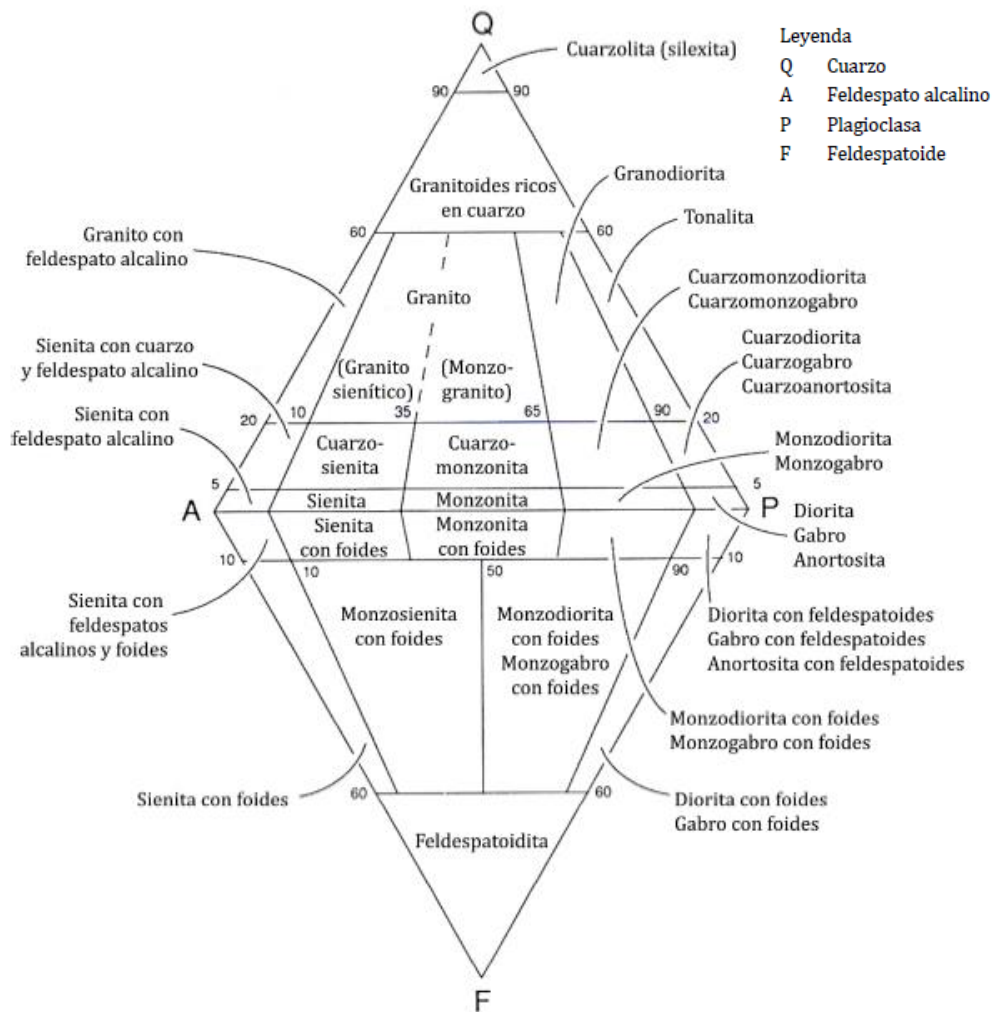 Q
Cuarzolita (silexita)
Leyenda
Q Cuarzo
A Feldespato alcalino
P Plagioclasa
F Feldespatoide
90
90
Granitoides ricos
en cuarzo
Granodiorita
Tonalita
60
60
Granito con
feldespato alcalino
Granito
Cuarzomonzodiorita
Cuarzomonzogabro
Sienita con cuarzo
y feldespato alcalino
(Granito
sienítico)
(Monzo-
granito)
Cuarzodiorita
Cuarzogabro
Cuarzoanortosita
20
10
35
65
90
20
Sienita con
feldespato alcalino
Cuarzo-
sienita
Cuarzo-
monzonita
Monzodiorita
Monzogabro
5
5
A
Sienita
Monzonita
P
Diorita
Gabro
Anortosita
Sienita
con foides
Monzonita
con foides
10
10
50
90
10
Sienita con
feldespatos
alcalinos y foides
Monzosienita
con foides
Monzodiorita
con foides
Monzogabro
con foides
Diorita con feldespatoides
Gabro con feldespatoides
Anortosita con feldespatoides
Monzodiorita con foides
Monzogabro con foides
Sienita con foides
60
60
Diorita con foides
Gabro con foides
Feldespatoidita
F